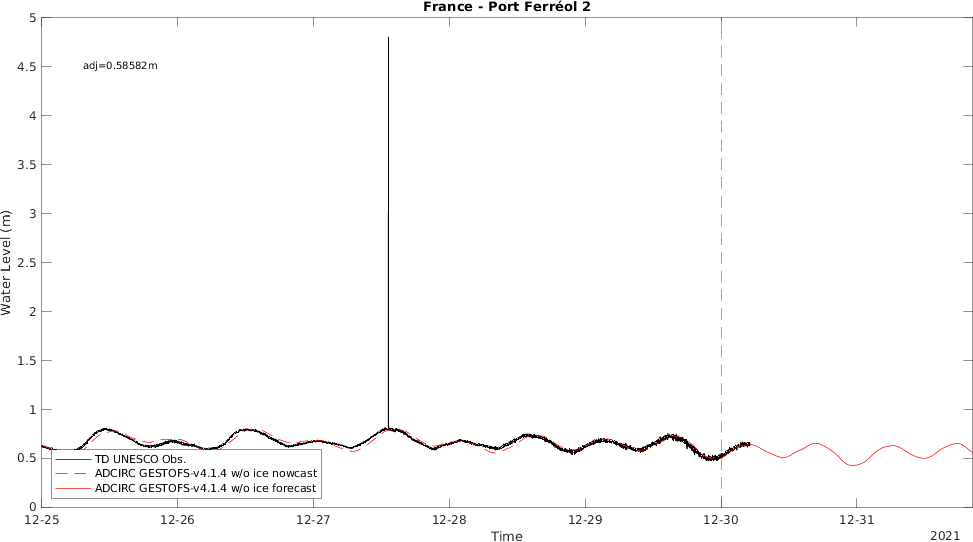 France - Port Ferréol 2
adj=0.58582m
Water Level (m)
5
4.5
4
3.5
3
2.5
2
1.5
1
0.5
0
TD UNESCO Obs.
ADCIRC GESTOFS-v4.1.4 w/o ice nowcast
ADCIRC GESTOFS-v4.1.4 w/o ice forecast
12-25 12-26 12-27 12-28 12-29 12-30 12-31
Time
2021